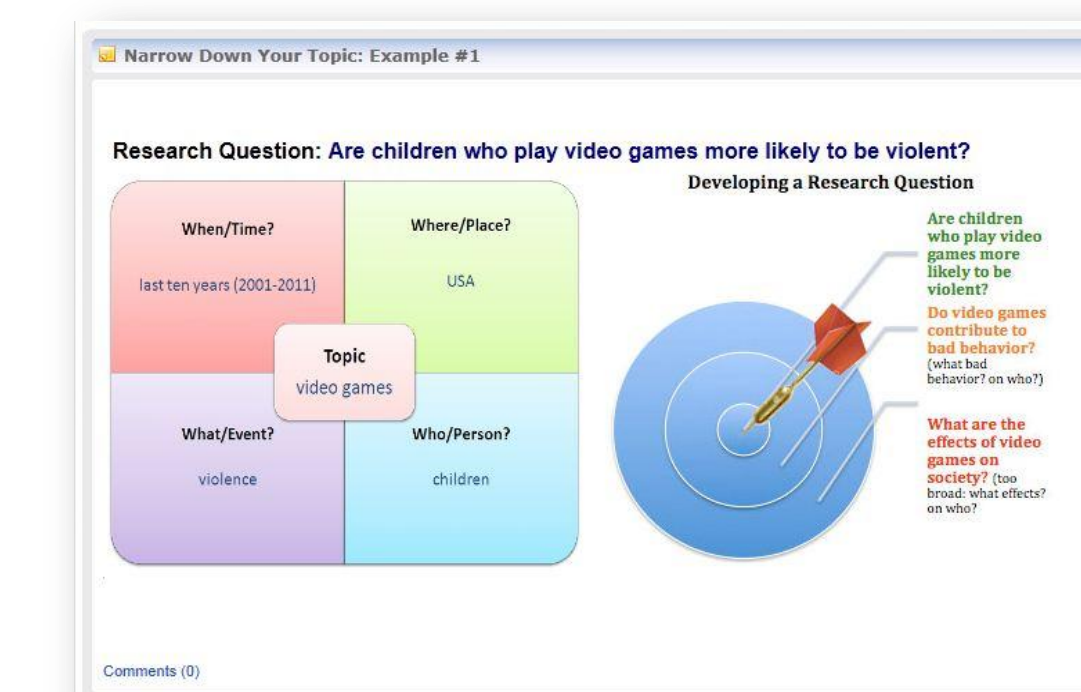 Narrow Down Your Topic: Example #1
Research Question: Are children who play video games more likely to be violent?
When/Time?
last ten years (2001-2011)
Where/Place?
USA
Topic
video games
What/Event?
violence
Who/Person?
children
Developing a Research Question
Are children
who play video
games more
likely to be
violent?
Do video games
contribute to
bad behavior?
(what bad
behavior? on who?)
What are the
effects of video
games on
society? (too
broad: what effects?
on who?
Comments (0)